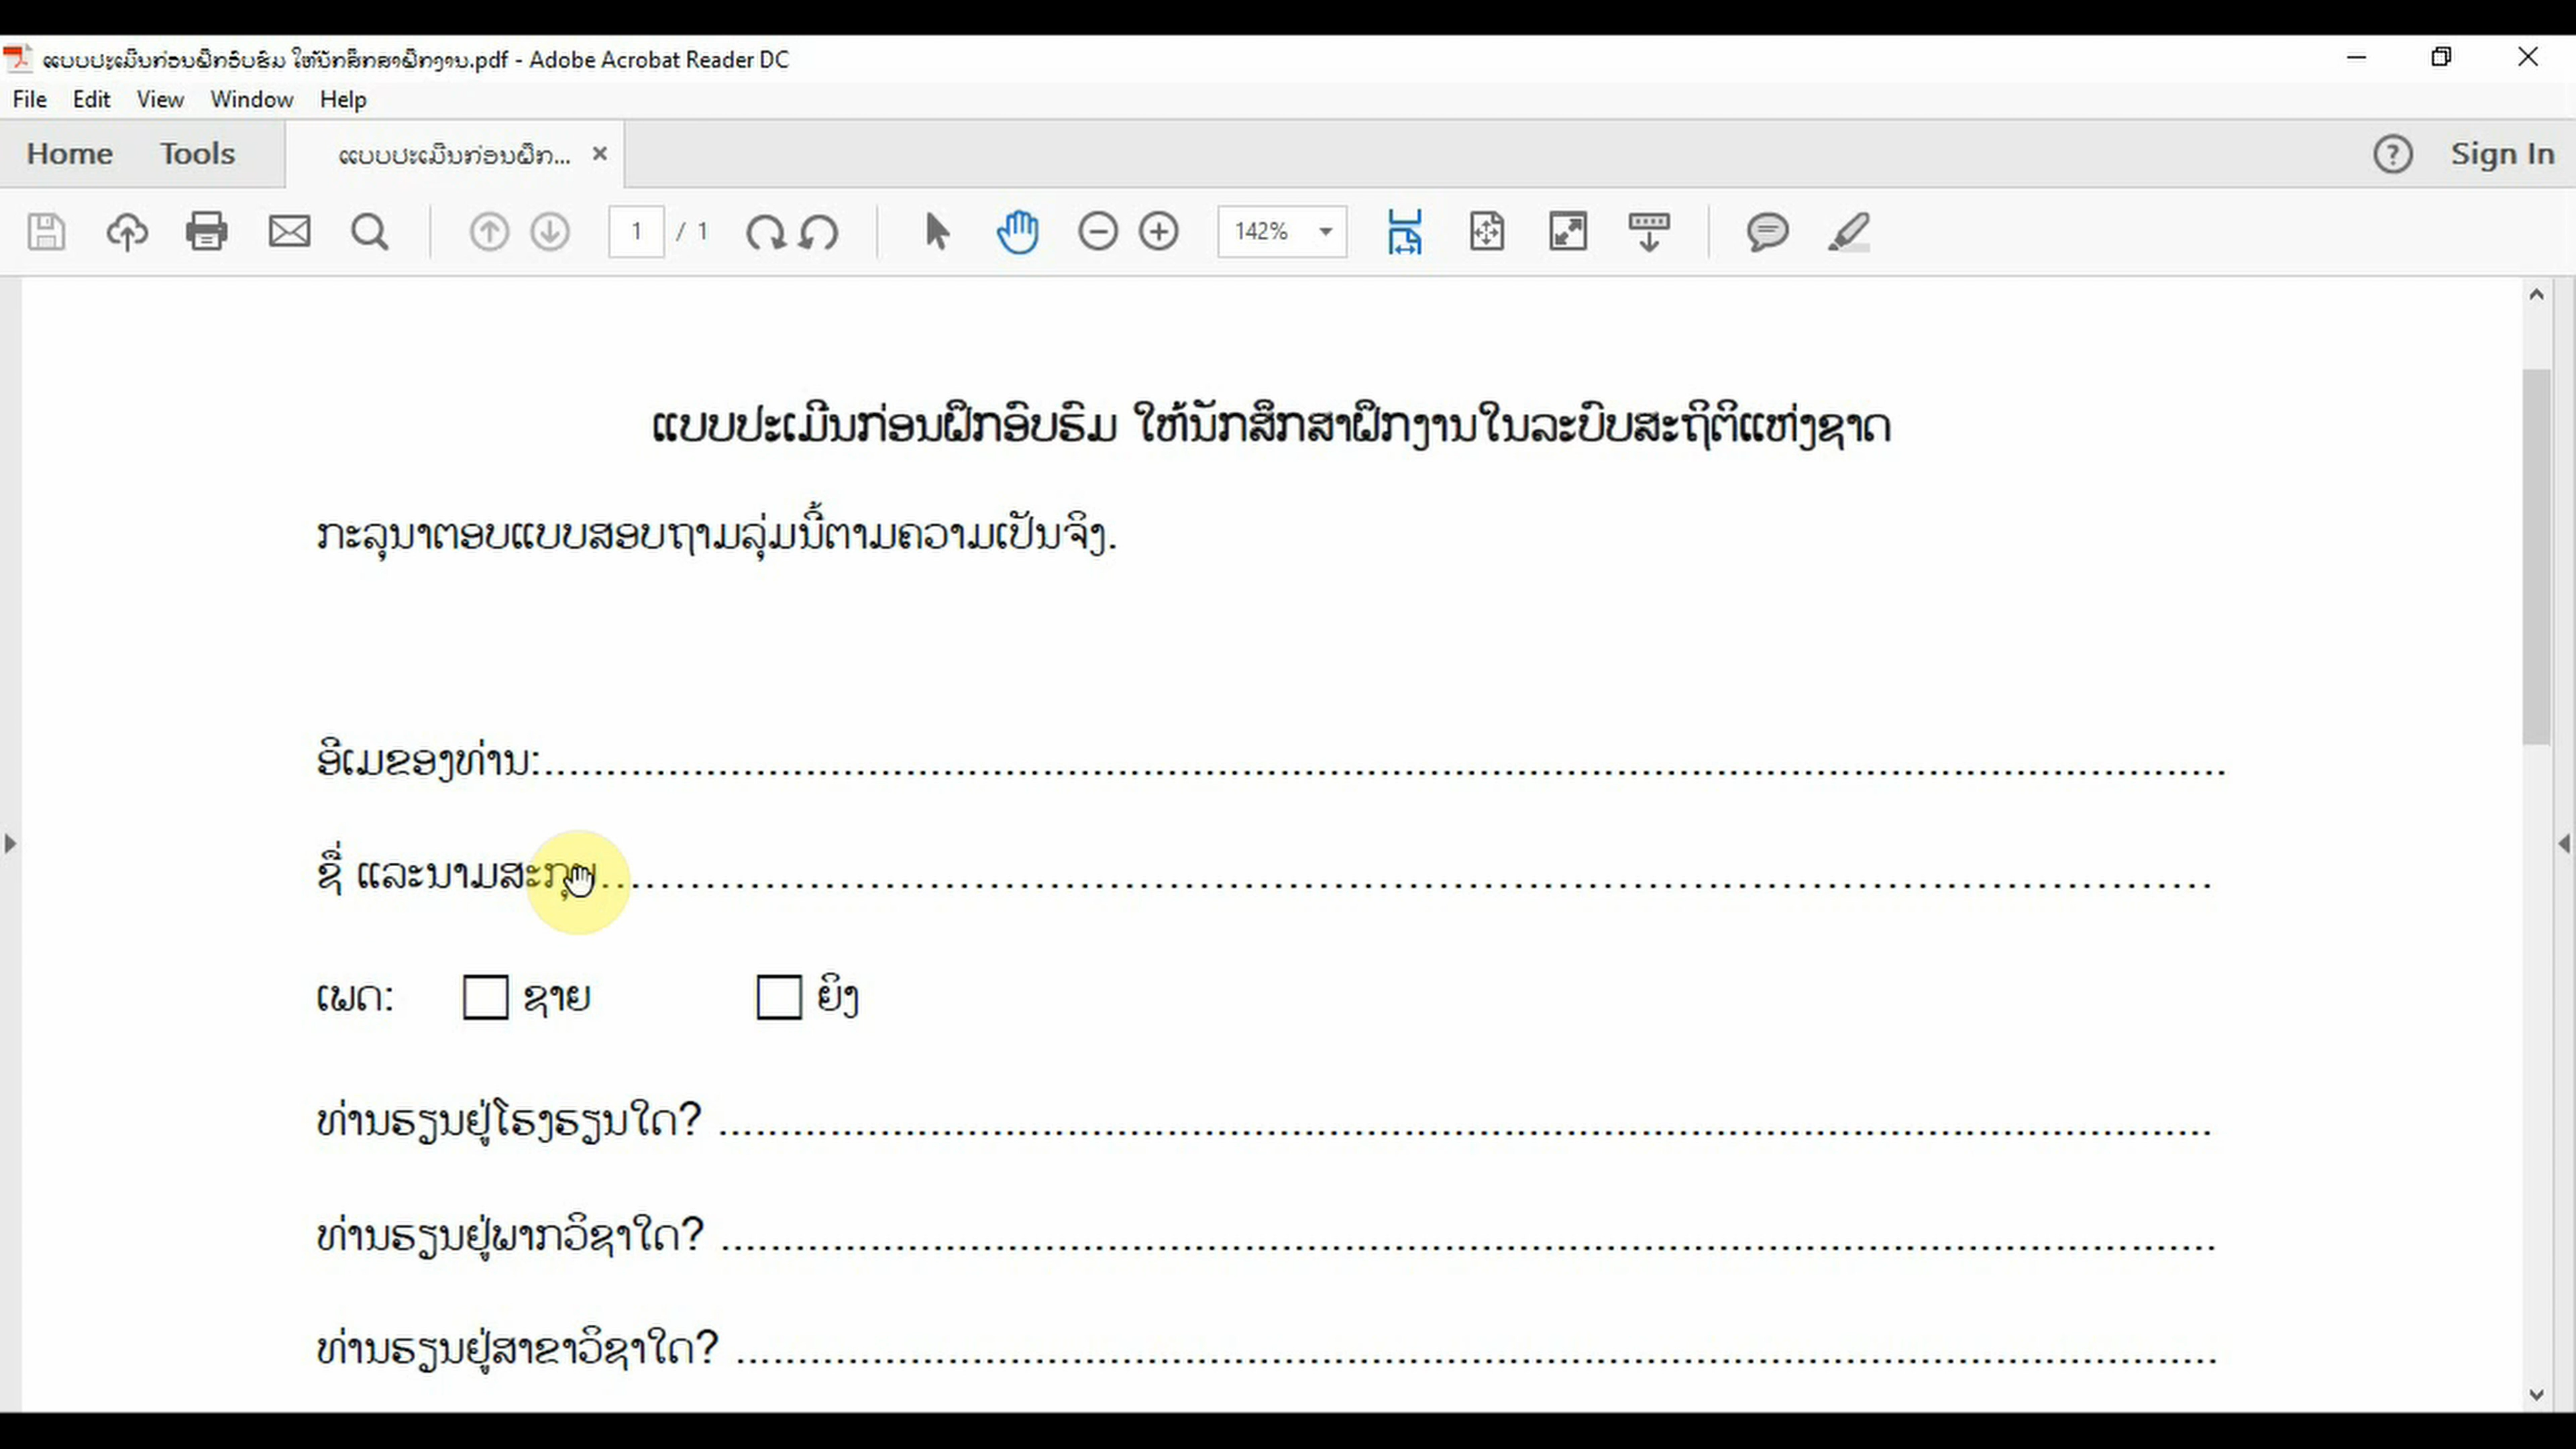 ແບບປະເມີນກ່ອນຝຶກອົບຮົມ ໃຫ້ນັກສຶກສາຝຶກງານ.pdf - Adobe Acrobat Reader DC
File Edit View Window Help
Home Tools ແບບປະເມີນກ່ອນຝຶກ... Sign In
1 / 1 142%
ແບບປະເມີນກ່ອນຝຶກອົບຮົມ ໃຫ້ນັກສຶກສາຝຶກງານໃນລະບົບສະຖິຕິແຫ່ງຊາດ
ກະລຸນາຕອບແບບສອບຖາມລຸ່ມນີ້ຕາມຄວາມເປັນຈິງ.
ອີເມຂອງທ່ານ:
ຊື່ ແລະນາມສະກຸນ
ເພດ: ຊາຍ ຍິງ
ທ່ານຮຽນຢູ່ໂຮງຮຽນໃດ?
ທ່ານຮຽນຢູ່ພາກວິຊາໃດ?
ທ່ານຮຽນຢູ່ສາຂາວິຊາໃດ?